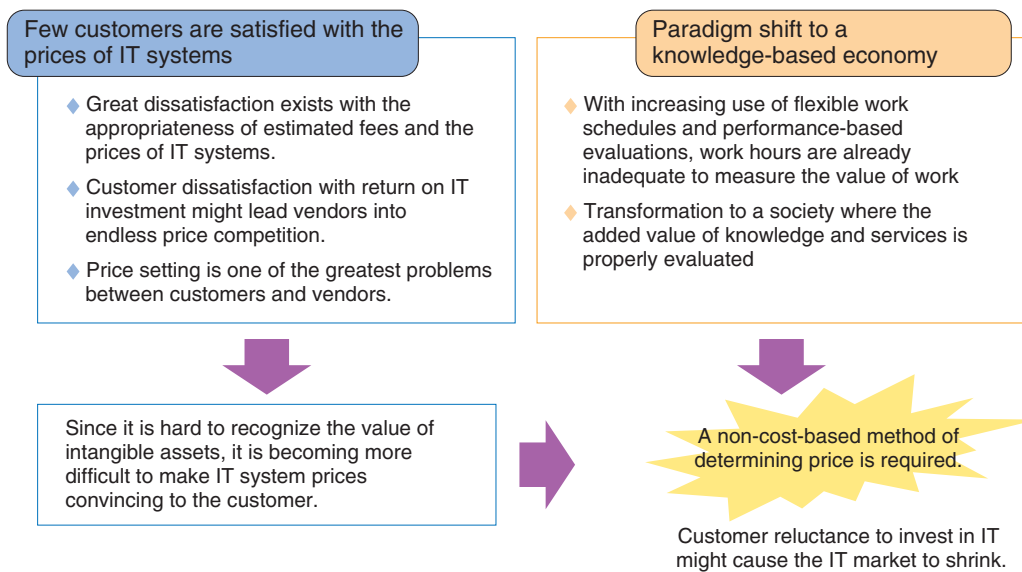 Few customers are satisfied with the
prices of IT systems
Great dissatisfaction exists with the
appropriateness of estimated fees and the
prices of IT systems.
Customer dissatisfaction with return on IT
investment might lead vendors into
endless price competition.
Price setting is one of the greatest problems
between customers and vendors.
Paradigm shift to a
knowledge-based economy
With increasing use of flexible work
schedules and performance-based
evaluations, work hours are already
inadequate to measure the value of work
Transformation to a society where the
added value of knowledge and services is
properly evaluated
Since it is hard to recognize the value of
intangible assets, it is becoming more
difficult to make IT system prices
convincing to the customer.
A non-cost-based method of
determining price is required.
Customer reluctance to invest in IT
might cause the IT market to shrink.